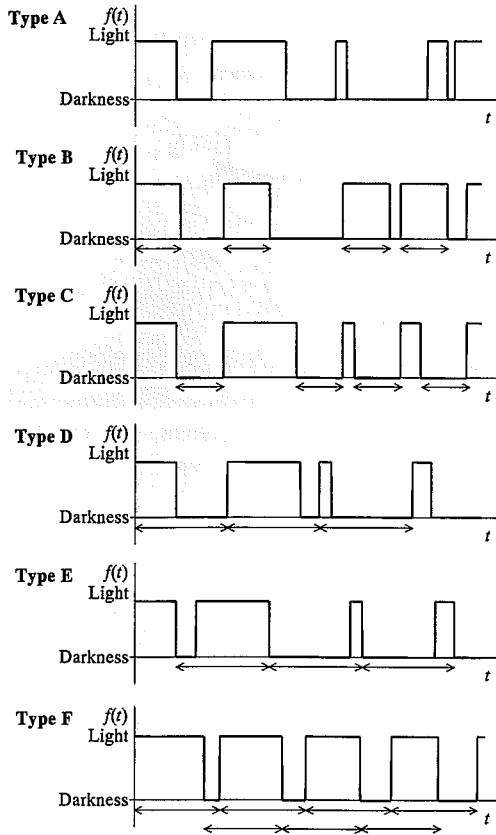 Type A f(t)
Light
Darkness
t
Type B f(t)
Light
Darkness
t
Type C f(t)
Light
Darkness
t
Type D f(t)
Light
Darkness
t
Type E f(t)
Light
Darkness
t
Type F f(t)
Light
Darkness
t